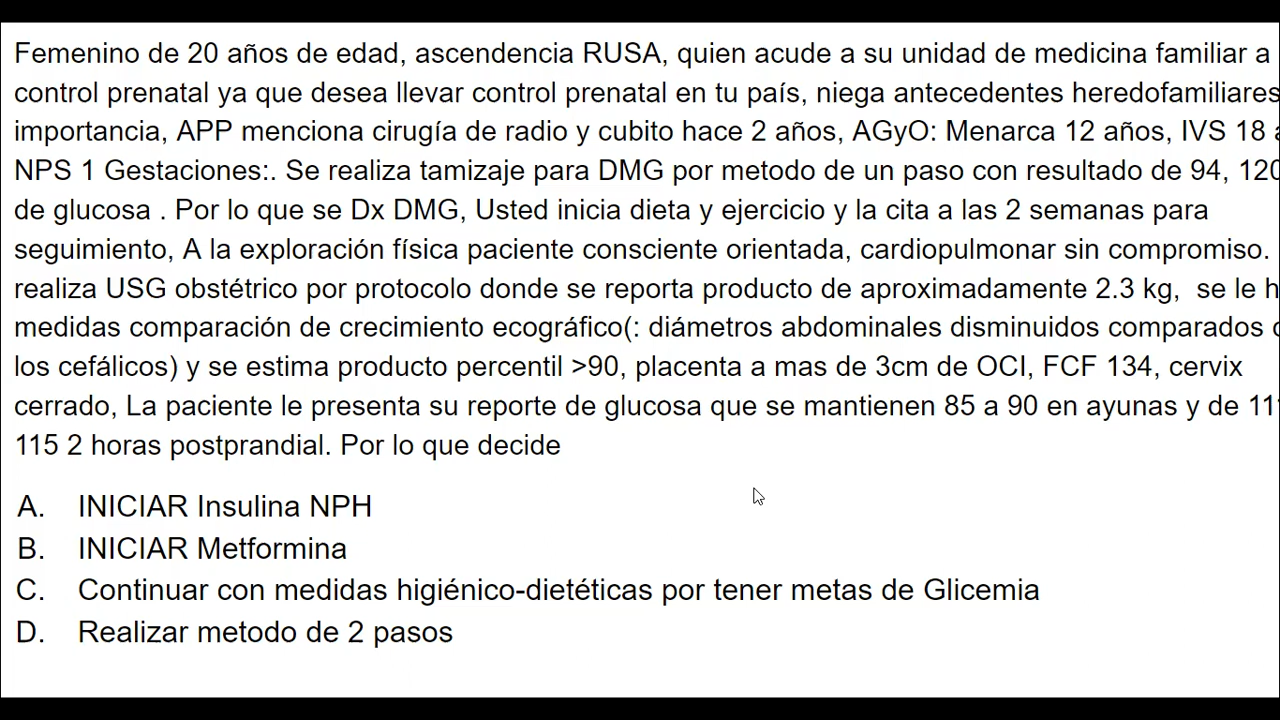 Femenino de 20 años de edad, ascendencia RUSA, quien acude a su unidad de medicina familiar a
control prenatal ya que desea llevar control prenatal en tu país, niega antecedentes heredofamiliares
importancia, APP menciona cirugía de radio y cubito hace 2 años, AGyO: Menarca 12 años, IVS 18
NPS 1 Gestaciones:. Se realiza tamizaje para DMG por metodo de un paso con resultado de 94, 120
de glucosa . Por lo que se Dx DMG, Usted inicia dieta y ejercicio y la cita a las 2 semanas para
seguimiento, A la exploración física paciente consciente orientada, cardiopulmonar sin compromiso.
realiza USG obstétrico por protocolo donde se reporta producto de aproximadamente 2.3 kg, se le
medidas comparación de crecimiento ecográfico(: diámetros abdominales disminuidos comparados
los cefálicos) y se estima producto percentil >90, placenta a mas de 3cm de OCI, FCF 134, cervix
cerrado, La paciente le presenta su reporte de glucosa que se mantienen 85 a 90 en ayunas y de
115 2 horas postprandial. Por lo que decide
A. INICIAR Insulina NPH
B. INICIAR Metformina
C. Continuar con medidas higiénico-dietéticas por tener metas de Glicemia
D. Realizar metodo de 2 pasos